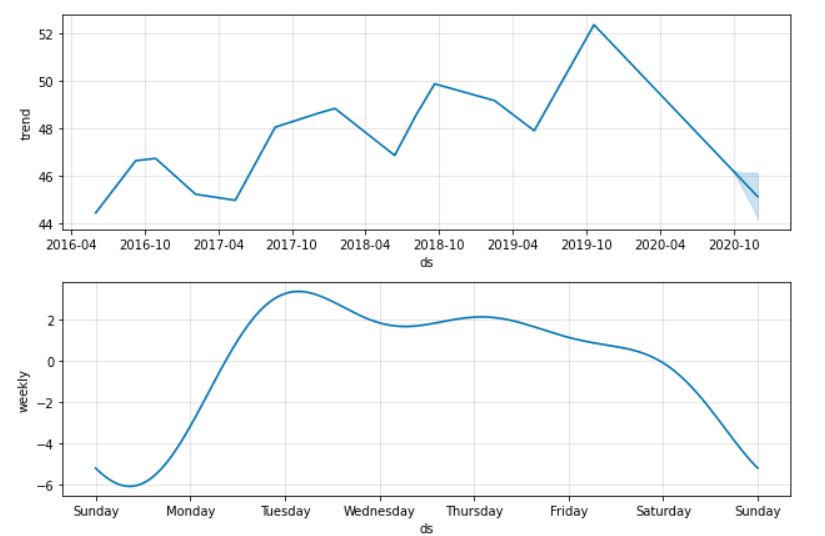 52
50
48
46
44
trend
2016-04 2016-10 2017-04 2017-10 2018-04 2018-10 2019-04 2019-10 2020-04 2020-10
ds
2
0
−2
−4
−6
weekly
Sunday Monday Tuesday Wednesday Thursday Friday Saturday Sunday
ds